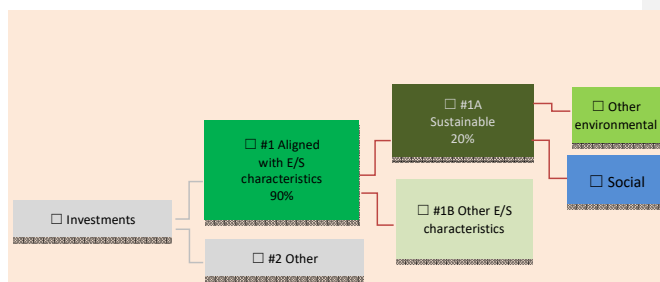 ☐ Investments
☐ #1 Aligned
with E/S
characteristics
90%
☐ #2 Other
☐ #1A
Sustainable
20%
☐ #1B Other E/S
characteristics
☐ Other
environmental
☐ Social